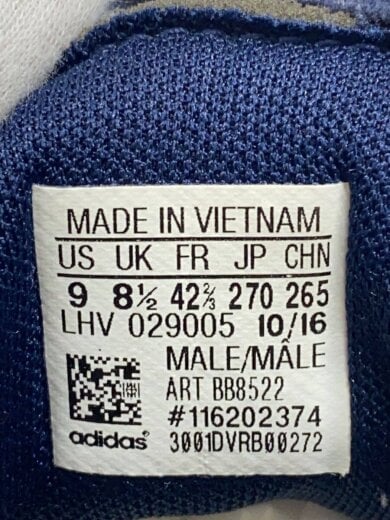 MADE IN VIETNAM
US UK FR JP CHN
9 8½ 42⅔ 270 265
LHV 029005 10/16
MALE/MÂLE
ART BB8522
#116202374
adidas® 3001DVRB00272